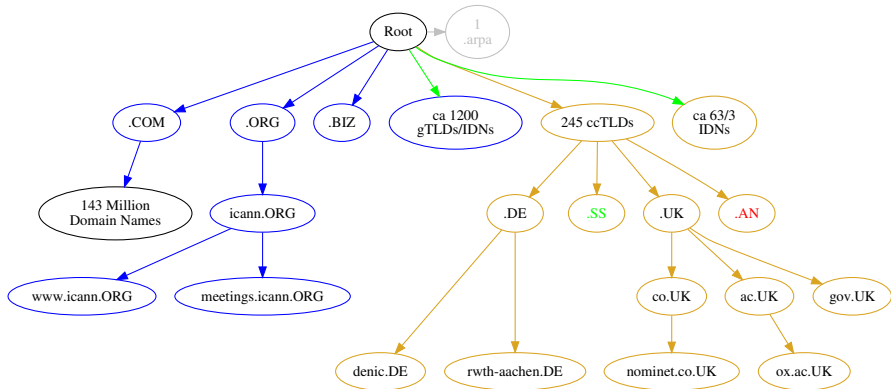 Root
1
.arpa
.COM
.ORG
.BIZ
ca 1200
gTLDs/IDNs
245 ccTLDs
ca 63/3
IDNs
143 Million
Domain Names
icann.ORG
.DE
.SS
.UK
.AN
www.icann.ORG
meetings.icann.ORG
co.UK
ac.UK
gov.UK
denic.DE
rwth-aachen.DE
nominet.co.UK
ox.ac.UK